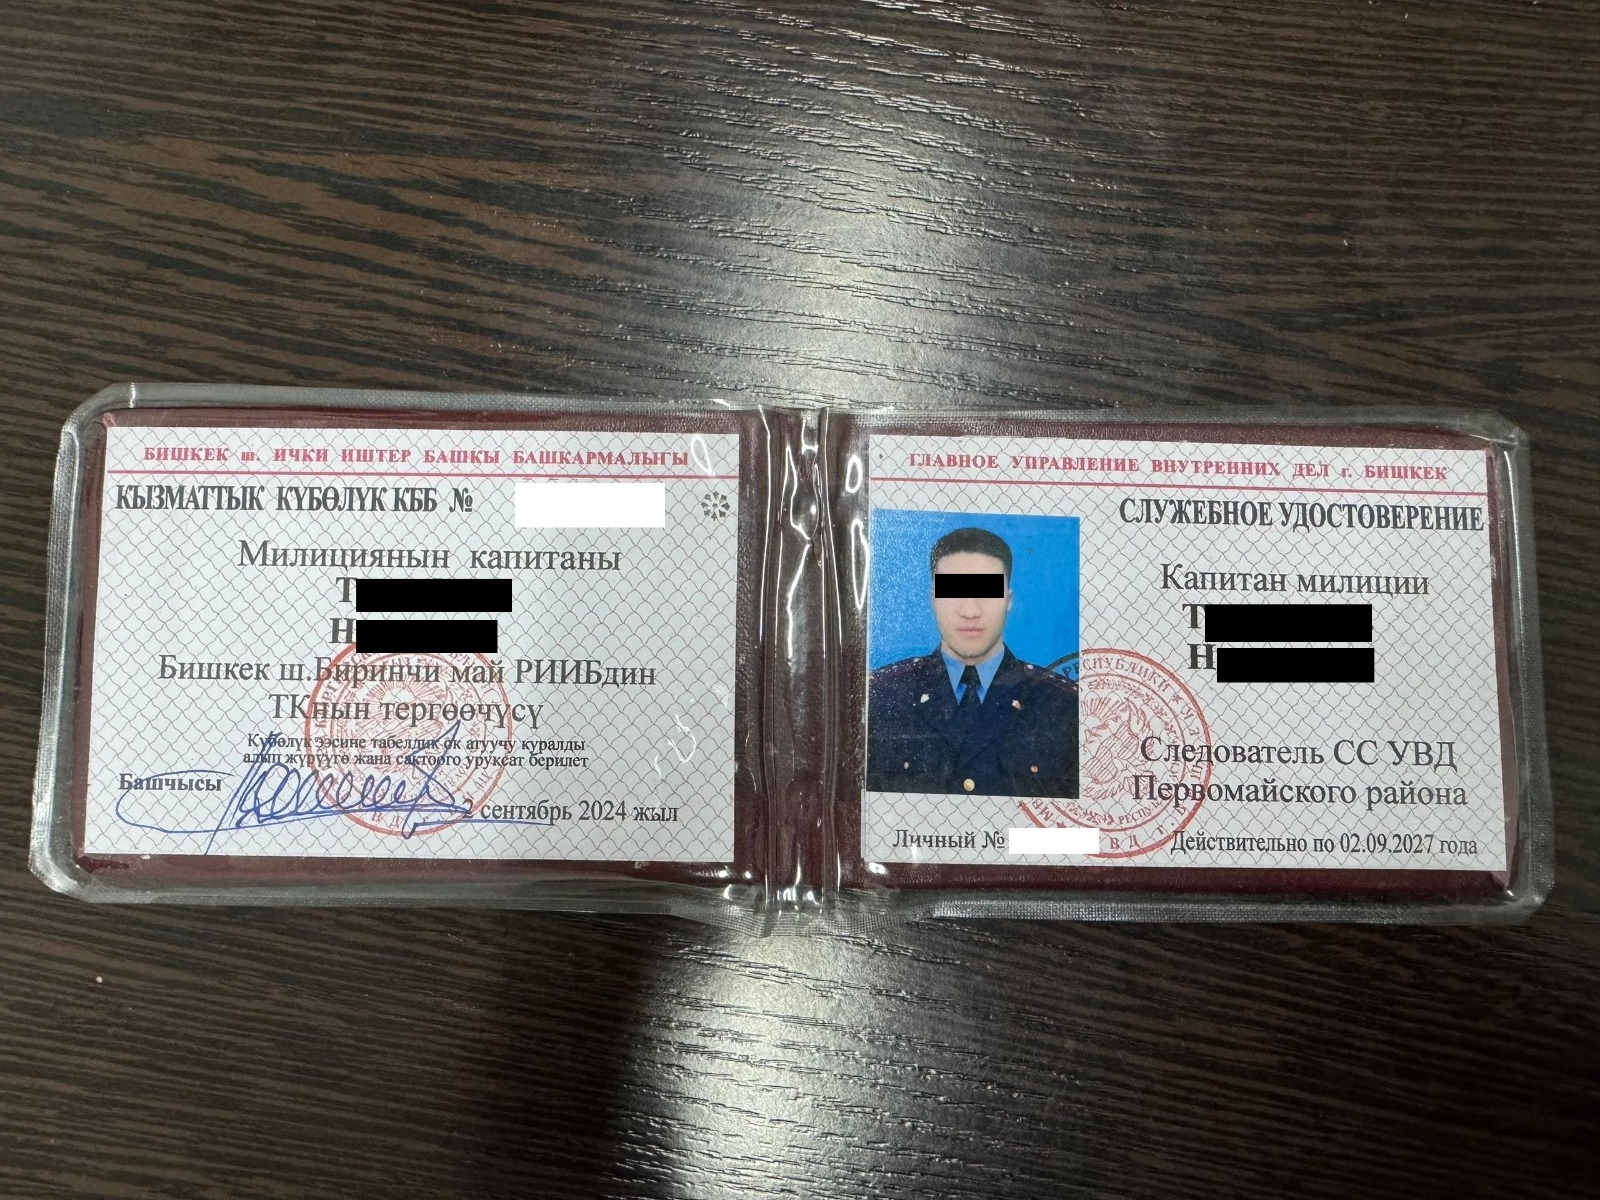 БИШКЕК ш. ИЧКИ ИШТЕР БАШКЫ БАШКАРМАЛЫГЫ
КЫЗМАТТЫК КҮБӨЛҮК КББ №
Милициянын капитаны
Т
Н
Бишкек ш.Биринчи май РИИБдин
ТКнын тергөөчүсү
Күбөлүк ээсине табелдик ок атуучу куралды
алып жүрүүгө жана сактоого уруксат берилет
Башчысы
2 сентябрь 2024 жыл
ГЛАВНОЕ УПРАВЛЕНИЕ ВНУТРЕННИХ ДЕЛ г. БИШКЕК
СЛУЖЕБНОЕ УДОСТОВЕРЕНИЕ
Капитан милиции
Т
Н
РЕСПУБЛИКИ
Следователь СС УВД
Первомайского района
Личный №
Действительно по 02.09.2027 года